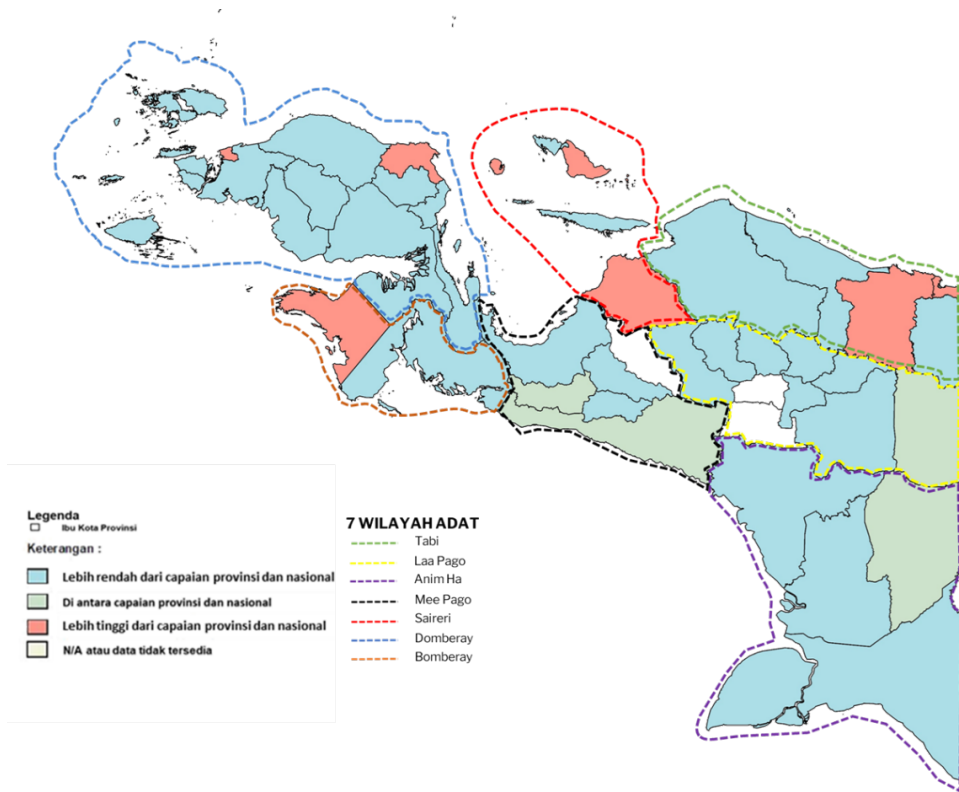 Legenda
Ibu Kota Provinsi
Keterangan :
Lebih rendah dari capaian provinsi dan nasional
Di antara capaian provinsi dan nasional
Lebih tinggi dari capaian provinsi dan nasional
N/A atau data tidak tersedia
7 WILAYAH ADAT
Tabi
Laa Pago
Anim Ha
Mee Pago
Saireri
Domberay
Bomberay